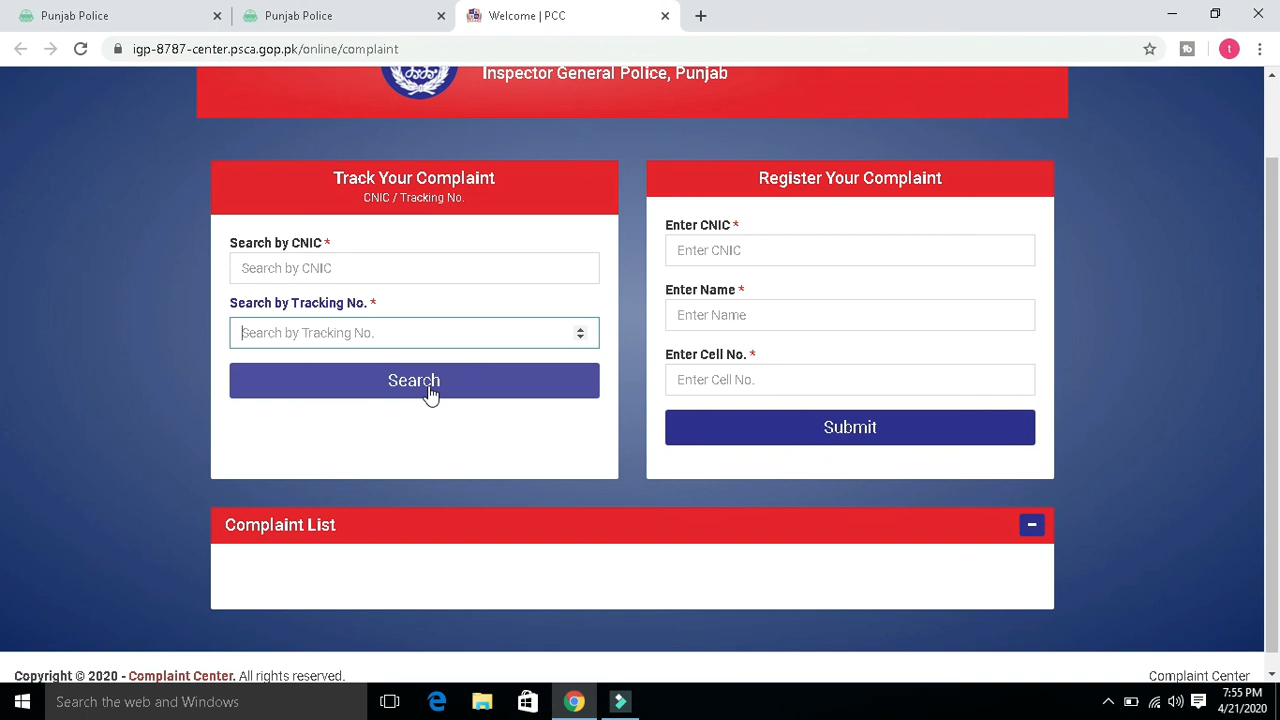 Punjab Police
Punjab Police
Welcome | PCC
igp-8787-center.psca.gop.pk/online/complaint
t
Inspector General Police, Punjab
Track Your Complaint
CNIC / Tracking No.
Search by CNIC *
Search by CNIC
Search by Tracking No. *
Search by Tracking No.
Search
Register Your Complaint
Enter CNIC *
Enter CNIC
Enter Name *
Enter Name
Enter Cell No. *
Enter Cell No.
Submit
Complaint List
Copyright © 2020 - Complaint Center. All rights reserved.
Complaint Center
Search the web and Windows
7:55 PM
4/21/2020